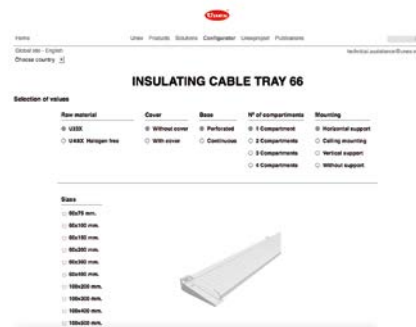 Unex
Home Unex Products Solutions Configurator Unexproject Publications
Global site - English
Choose country
INSULATING CABLE TRAY 66
Selection of values
Raw material Cover Base Nº of compartments Mounting
U23X Without cover Perforated 1 Compartment Horizontal support
U48X Halogen free With cover Continuous 2 Compartments Ceiling mounting
3 Compartments Vertical support
4 Compartments Without support
Sizes
60x75 mm.
60x100 mm.
60x150 mm.
60x200 mm.
60x300 mm.
60x400 mm.
100x200 mm.
100x300 mm.
100x400 mm.
100x500 mm.